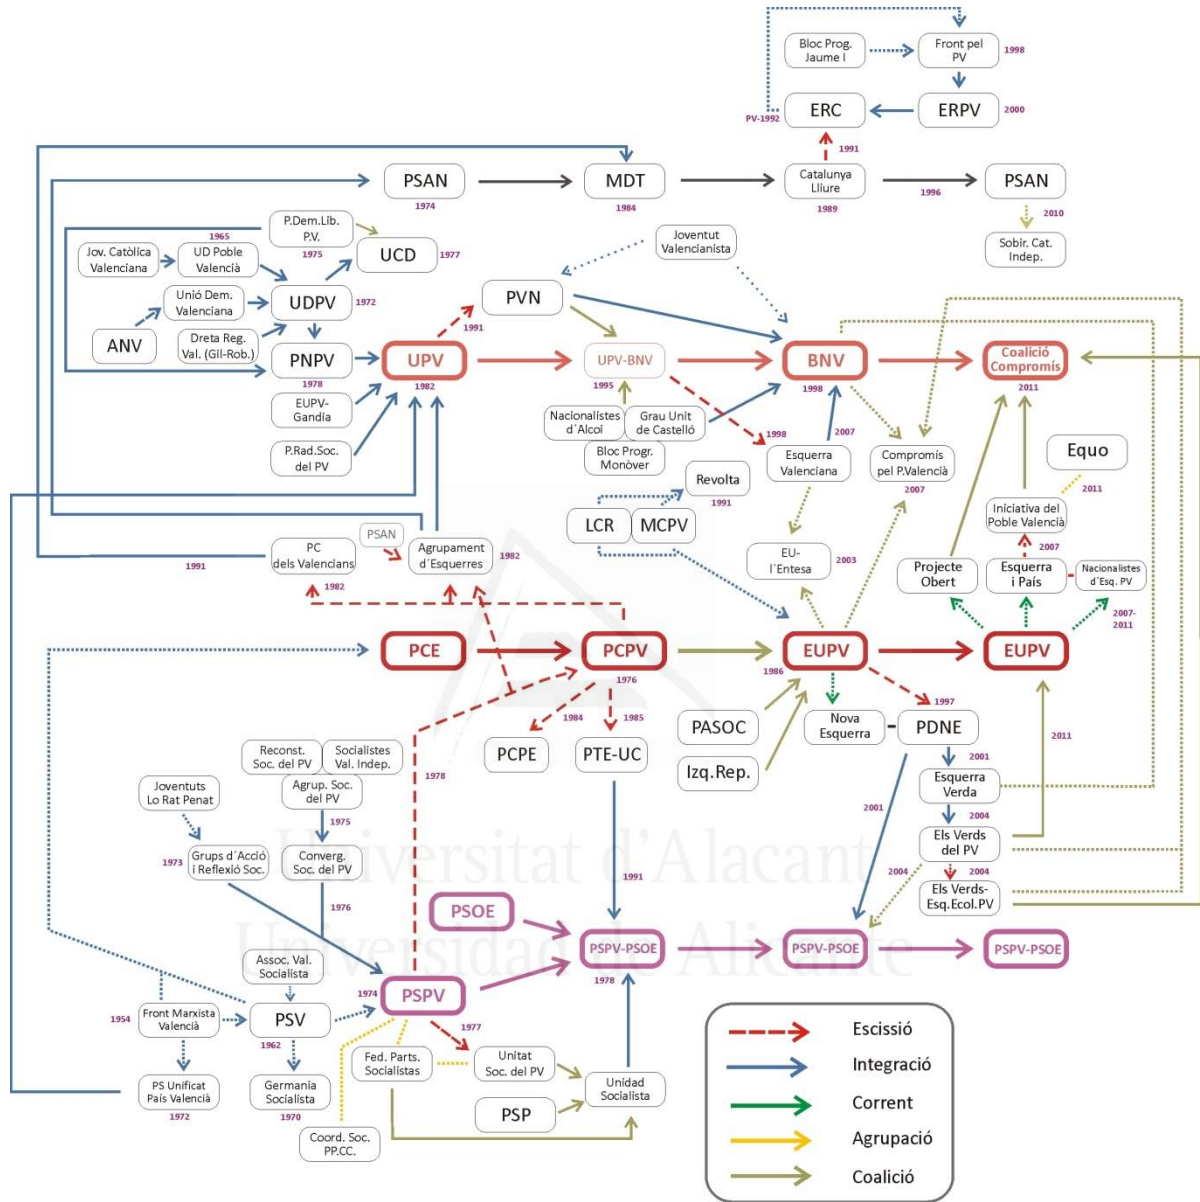 Bloc Prog.
Jaume I
Front pel
PV
1998
PV-1992
ERC
ERPV
2000
1991
PSAN
1974
MDT
1984
Catalunya
Lliure
1989
1996
PSAN
2010
Sobir. Cat.
Indep.
P.Dem.Lib.
P.V.
1975
1965
Jov. Catòlica
Valenciana
UD Poble
Valencià
UCD
1977
Joventut
Valencianista
Unió Dem.
Valenciana
UDPV
1972
PVN
1991
ANV
Dreta Reg.
Val. (Gil-Rob.)
PNPV
1978
UPV
1982
UPV-BNV
1995
BNV
1998
Coalició
Compromís
2011
EUPV-
Gandia
P.Rad.Soc.
del PV
Nacionalistes
d´Alcoi
Grau Unit
de Castelló
Bloc Progr.
Monòver
1998
2007
Esquerra
Valenciana
Compromís
pel P.Valencià
2007
Equo
2011
Revolta
1991
LCR
MCPV
Iniciativa del
Poble Valencià
2007
PSAN
PC
dels Valencians
1991
1982
Agrupament
d´Esquerres
1982
EU-
l´Entesa
2003
Projecte
Obert
Esquerra
i País
Nacionalistes
d´Esq. PV
2007-
2011
PCE
PCPV
1976
EUPV
1986
EUPV
1984
1985
1997
PCPE
PTE-UC
PASOC
Izq.Rep.
Nova
Esquerra
PDNE
2011
Reconst.
Soc. del PV
Socialistes
Val. Indep.
1978
2001
Joventuts
Lo Rat Penat
Agrup. Soc.
del PV
Esquerra
Verda
2001
1975
2004
1973
Grups d´Acció
i Reflexió Soc.
Converg.
Soc. del PV
Els Verds
del PV
Universitat d'Alacant
1991
2004
2004
1976
Els Verds-
Esq.Ecol.PV
PSOE
Universidad de Alicante
PSPV-PSOE
1978
PSPV-PSOE
PSPV-PSOE
Assoc. Val.
Socialista
1974
PSPV
1954
Front Marxista
Valencià
PSV
1962
1977
Escissió
Fed. Parts.
Socialistas
Unitat
Soc. del PV
Integració
PS Unificat
País Valencià
1972
Germania
Socialista
1970
Unidad
Socialista
PSP
Corrent
Coord. Soc.
PP.CC.
Agrupació
Coalició